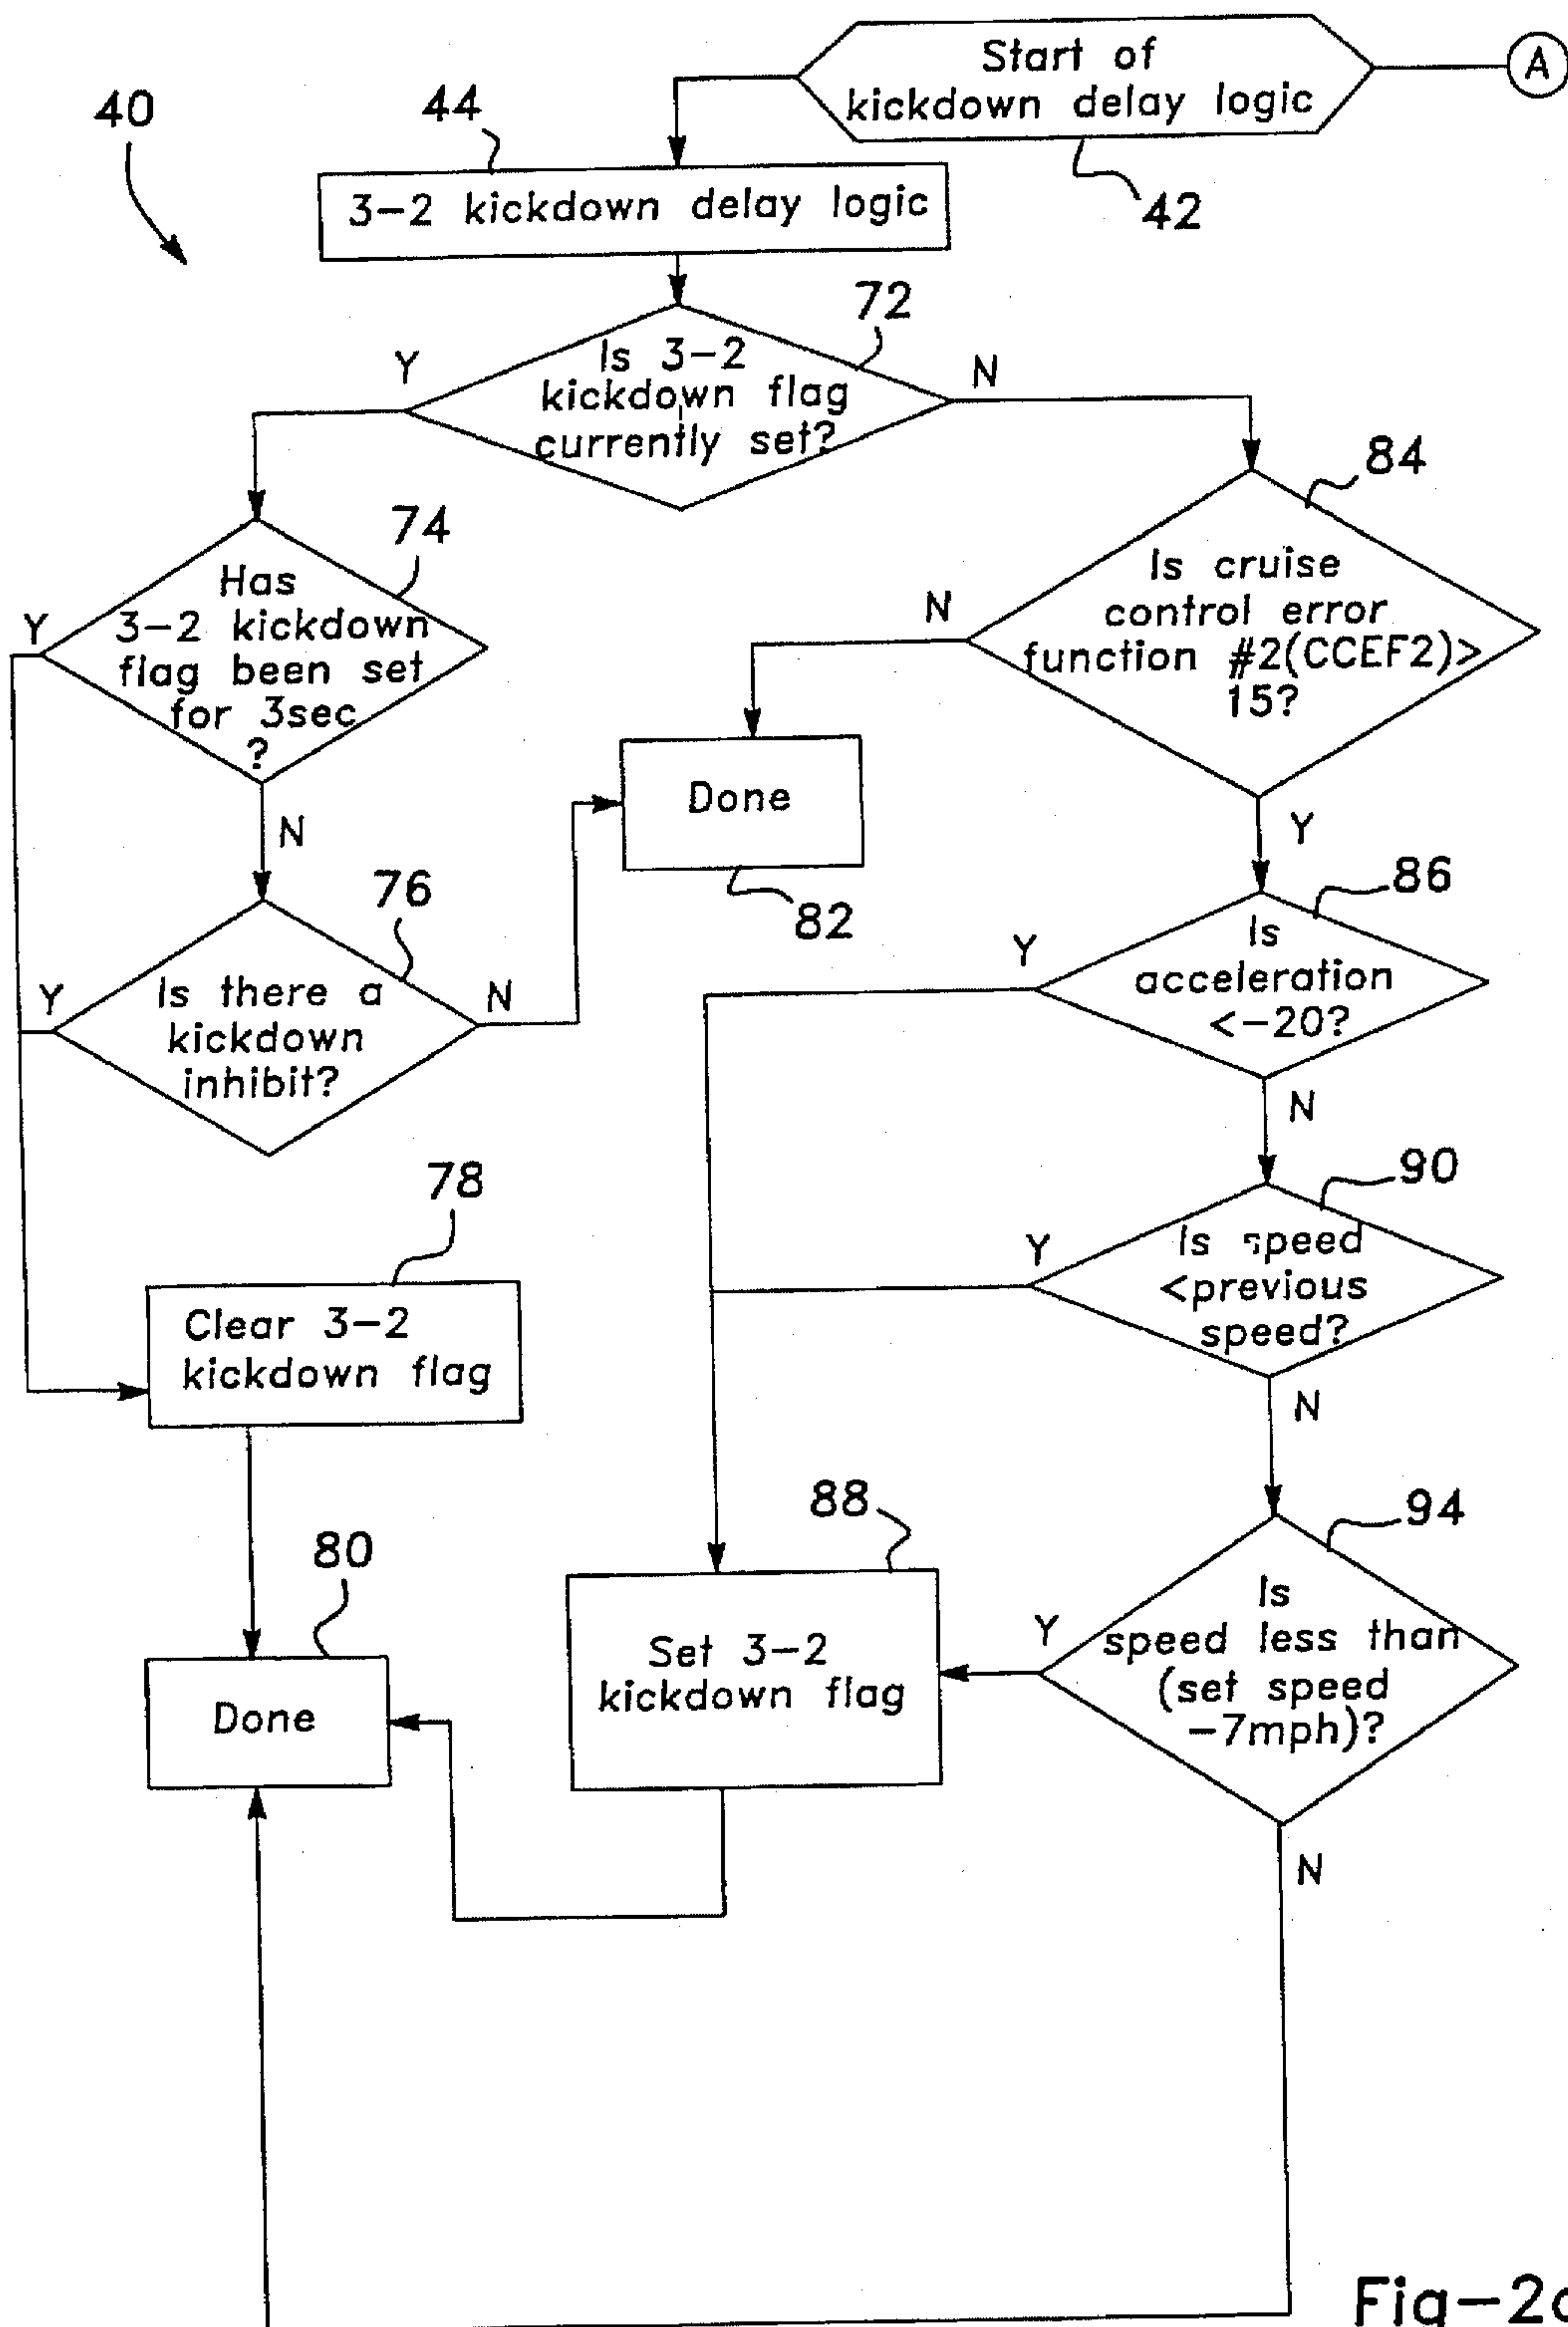 Start of
kickdown delay logic
A
40
44
42
3-2 kickdown delay logic
72
Y
Is 3-2
kickdown flag
currently set?
N
84
74
Has
3-2 kickdown
flag been set
for 3sec
?
Y
N
Is cruise
control error
function #2(CCEF2)>
15?
N
Y
Done
82
76
Is there a
kickdown
inhibit?
Y
N
86
Is
acceleration
<-20?
Y
N
78
Clear 3-2
kickdown flag
90
Is speed
<previous
speed?
Y
N
80
Done
88
Set 3-2
kickdown flag
94
Is
speed less than
(set speed
-7mph)?
Y
N